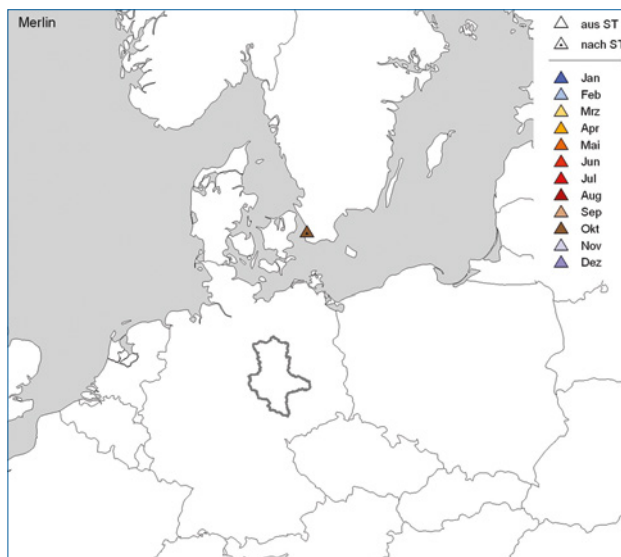 Merlin
aus ST
nach ST
Jan
Feb
Mrz
Apr
Mai
Jun
Jul
Aug
Sep
Okt
Nov
Dez